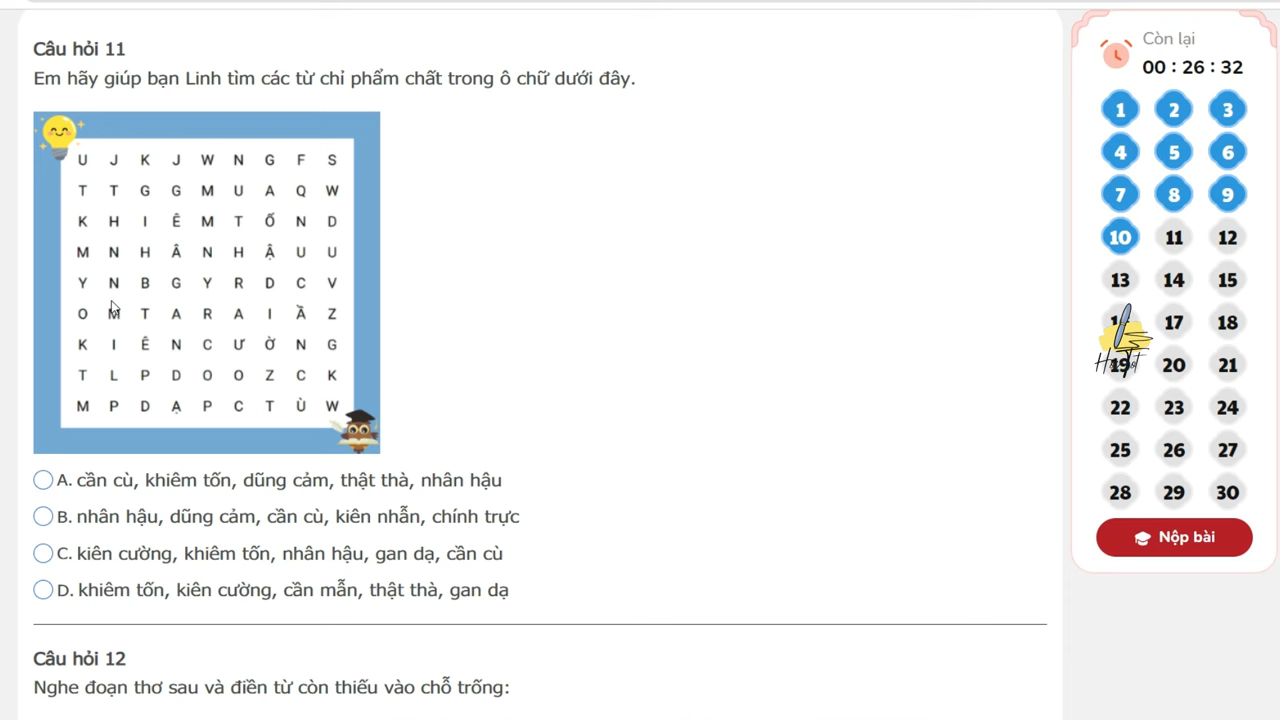 Câu hỏi 11
Em hãy giúp bạn Linh tìm các từ chỉ phẩm chất trong ô chữ dưới đây.
U J K J W N G F S
T T G G M U A Q W
K H I Ê M T Ố N D
M N H Â N H Ậ U U
Y N B G Y R D C V
O M T A R A I Ầ Z
K I Ê N C Ư Ờ N G
T L P D O O Z C K
M P D Ạ P C T Ù W
A. cần cù, khiêm tốn, dũng cảm, thật thà, nhân hậu
B. nhân hậu, dũng cảm, cần cù, kiên nhẫn, chính trực
C. kiên cường, khiêm tốn, nhân hậu, gan dạ, cần cù
D. khiêm tốn, kiên cường, cần mẫn, thật thà, gan dạ
Câu hỏi 12
Nghe đoạn thơ sau và điền từ còn thiếu vào chỗ trống:
Còn lại
00 : 26 : 32
1 2 3
4 5 6
7 8 9
10 11 12
13 14 15
17 18
19 20 21
22 23 24
25 26 27
28 29 30
Nộp bài